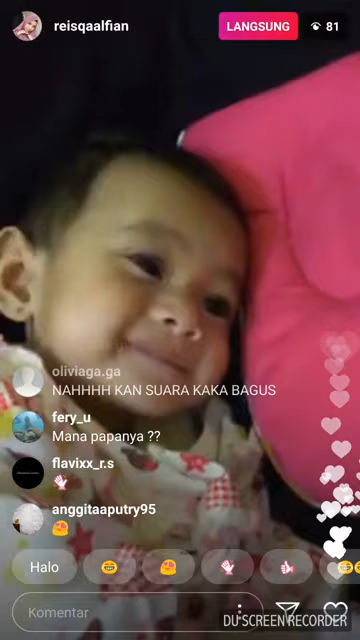 reisqaalfian
LANGSUNG
81
oliviaga.ga
NAHHHH KAN SUARA KAKA BAGUS
fery_u
Mana papanya ??
flavixx_r.s
anggitaaputry95
Halo
Komentar
DU SCREEN RECORDER